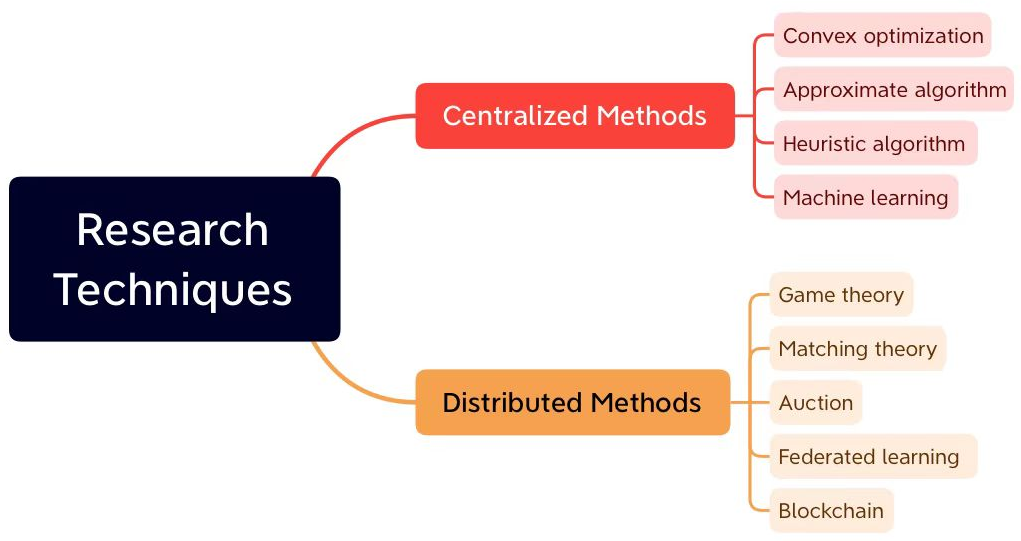 Research
Techniques
Centralized Methods
Convex optimization
Approximate algorithm
Heuristic algorithm
Machine learning
Distributed Methods
Game theory
Matching theory
Auction
Federated learning
Blockchain